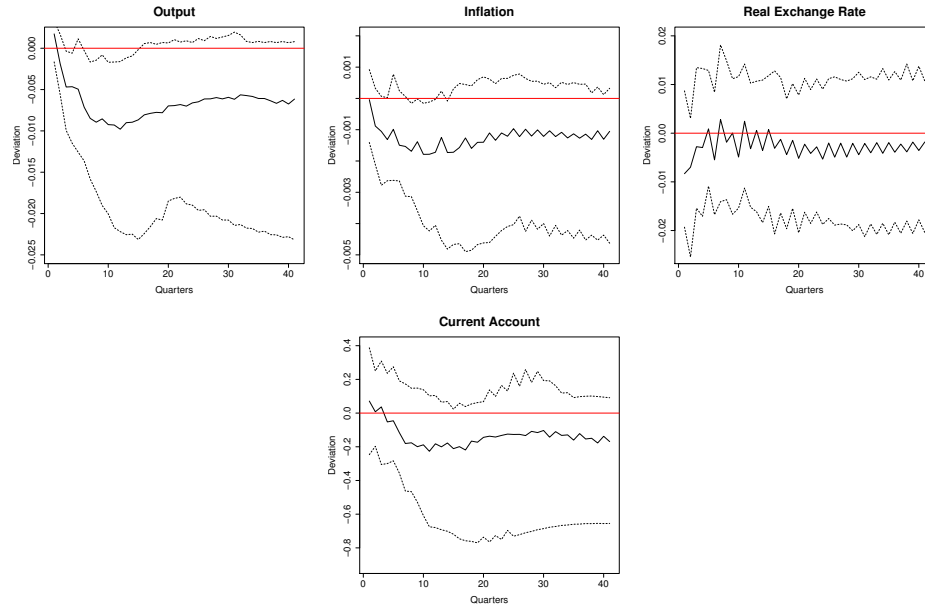 Output
Deviation
0.000
−0.005
−0.010
−0.015
−0.020
−0.025
0 10 20 30 40
Quarters
Inflation
Deviation
0.001
−0.001
−0.003
−0.005
0 10 20 30 40
Quarters
Real Exchange Rate
Deviation
0.02
0.01
0.00
−0.01
−0.02
0 10 20 30 40
Quarters
Current Account
Deviation
0.4
0.2
0.0
−0.2
−0.4
−0.6
−0.8
0 10 20 30 40
Quarters